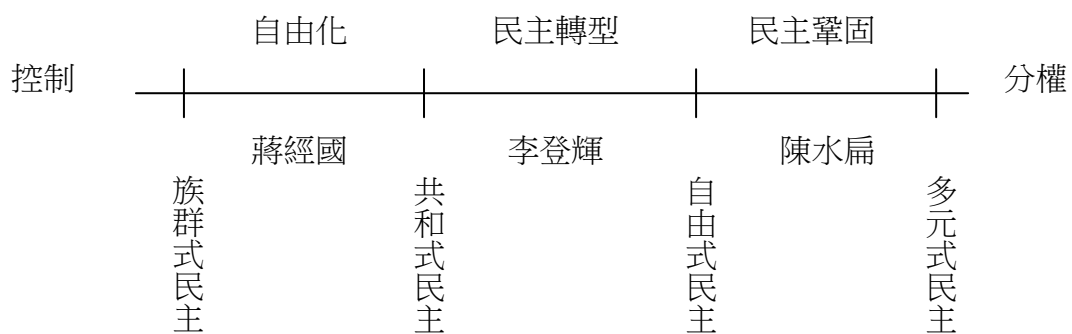 自由化 民主轉型 民主鞏固
控制 分權
蔣經國 李登輝 陳水扁
族群式民主
共和式民主
自由式民主
多元式民主